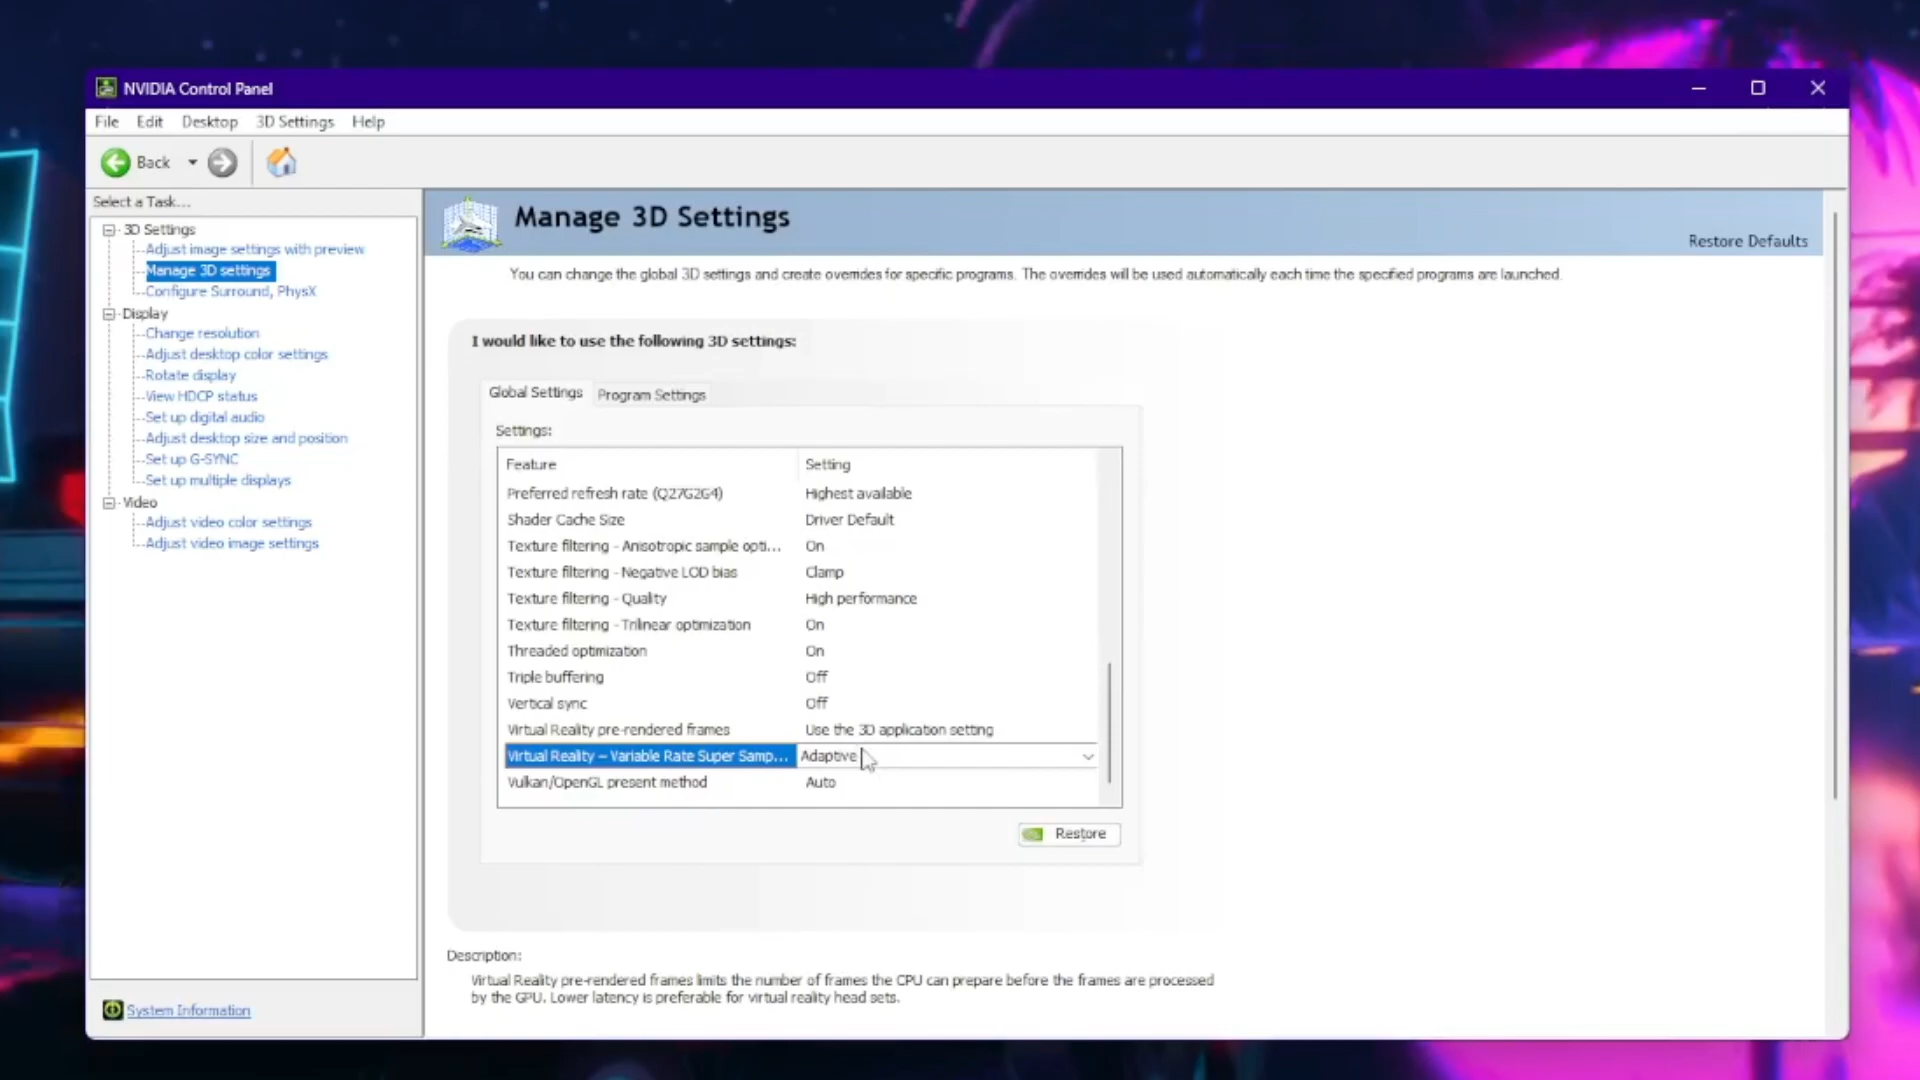 NVIDIA Control Panel
File Edit Desktop 3D Settings Help
Back
Select a Task...
3D Settings
Adjust image settings with preview
Manage 3D settings
Configure Surround, PhysX
Display
Change resolution
Adjust desktop color settings
Rotate display
View HDCP status
Set up digital audio
Adjust desktop size and position
Set up G-SYNC
Set up multiple displays
Video
Adjust video color settings
Adjust video image settings
System Information
Manage 3D Settings
Restore Defaults
You can change the global 3D settings and create overrides for specific programs. The overrides will be used automatically each time the specified programs are launched.
I would like to use the following 3D settings:
Global Settings Program Settings
Settings:
Feature Setting
Preferred refresh rate (Q27G2G4) Highest available
Shader Cache Size Driver Default
Texture filtering - Anisotropic sample opti... On
Texture filtering - Negative LOD bias Clamp
Texture filtering - Quality High performance
Texture filtering - Trilinear optimization On
Threaded optimization On
Triple buffering Off
Vertical sync Off
Virtual Reality pre-rendered frames Use the 3D application setting
Virtual Reality – Variable Rate Super Samp... Adaptive
Vulkan/OpenGL present method Auto
Restore
Description:
Virtual Reality pre-rendered frames limits the number of frames the CPU can prepare before the frames are processed
by the GPU. Lower latency is preferable for virtual reality head sets.